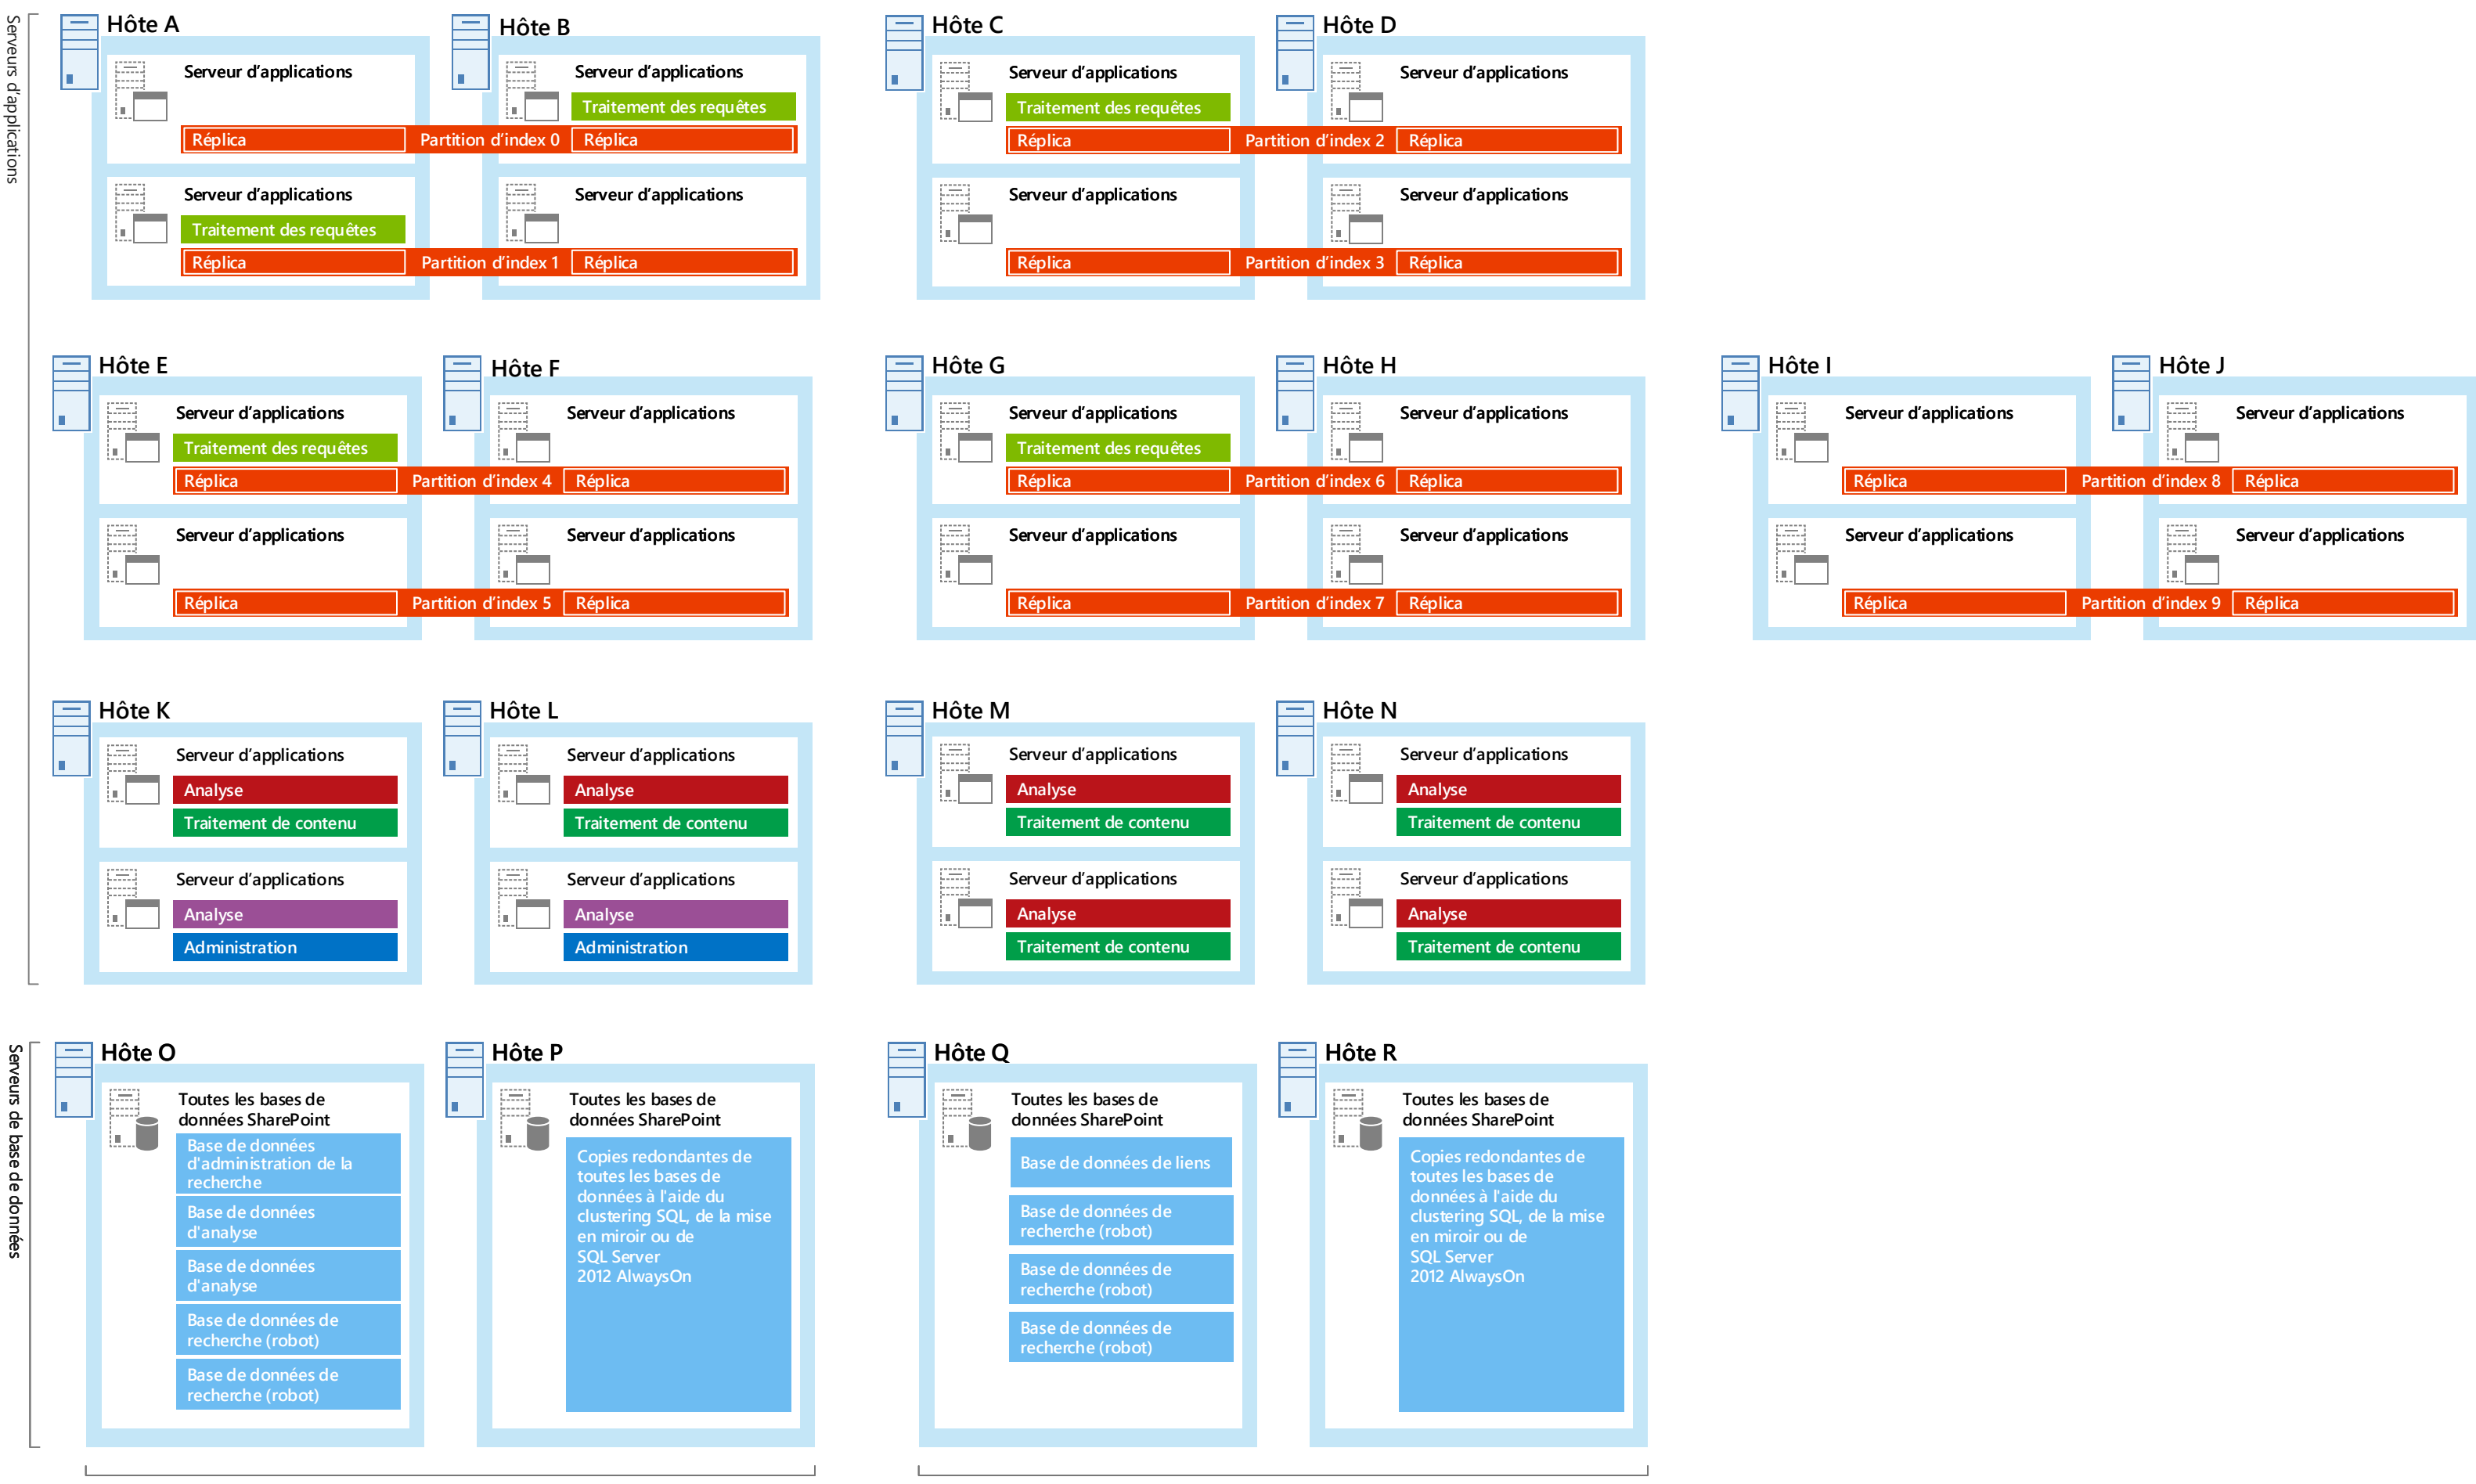 Serveurs d'applications
Hôte A
Serveur d'applications
Réplica
Partition d'index 0
Serveur d'applications
Traitement des requêtes
Réplica
Partition d'index 1
Hôte B
Serveur d'applications
Traitement des requêtes
Réplica
Serveur d'applications
Réplica
Hôte C
Serveur d'applications
Traitement des requêtes
Réplica
Partition d'index 2
Serveur d'applications
Réplica
Partition d'index 3
Hôte D
Serveur d'applications
Réplica
Serveur d'applications
Réplica
Hôte E
Serveur d'applications
Traitement des requêtes
Réplica
Partition d'index 4
Serveur d'applications
Réplica
Partition d'index 5
Hôte F
Serveur d'applications
Réplica
Serveur d'applications
Réplica
Hôte G
Serveur d'applications
Traitement des requêtes
Réplica
Partition d'index 6
Serveur d'applications
Réplica
Partition d'index 7
Hôte H
Serveur d'applications
Réplica
Serveur d'applications
Réplica
Hôte I
Serveur d'applications
Réplica
Partition d'index 8
Serveur d'applications
Réplica
Partition d'index 9
Hôte J
Serveur d'applications
Réplica
Serveur d'applications
Réplica
Hôte K
Serveur d'applications
Analyse
Traitement de contenu
Serveur d'applications
Analyse
Administration
Hôte L
Serveur d'applications
Analyse
Traitement de contenu
Serveur d'applications
Analyse
Administration
Hôte M
Serveur d'applications
Analyse
Traitement de contenu
Serveur d'applications
Analyse
Traitement de contenu
Hôte N
Serveur d'applications
Analyse
Traitement de contenu
Serveur d'applications
Analyse
Traitement de contenu
Serveurs de base de données
Hôte O
Toutes les bases de
données SharePoint
Base de données
d'administration de la
recherche
Base de données
d'analyse
Base de données
d'analyse
Base de données de
recherche (robot)
Base de données de
recherche (robot)
Hôte P
Toutes les bases de
données SharePoint
Copies redondantes de
toutes les bases de
données à l'aide du
clustering SQL, de la mise
en miroir ou de
SQL Server
2012 AlwaysOn
Hôte Q
Toutes les bases de
données SharePoint
Base de données de liens
Base de données de
recherche (robot)
Base de données de
recherche (robot)
Base de données de
recherche (robot)
Hôte R
Toutes les bases de
données SharePoint
Copies redondantes de
toutes les bases de
données à l'aide du
clustering SQL, de la mise
en miroir ou de
SQL Server
2012 AlwaysOn